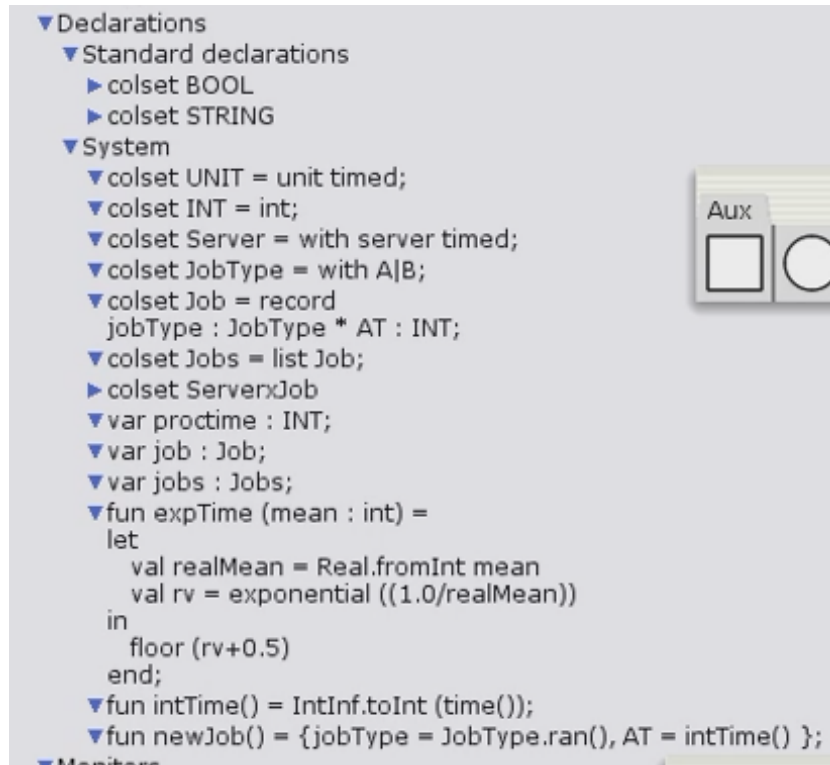 Declarations
Standard declarations
colset BOOL
colset STRING
System
colset UNIT = unit timed;
colset INT = int;
colset Server = with server timed;
colset JobType = with A|B;
colset Job = record
jobType : JobType * AT : INT;
colset Jobs = list Job;
colset ServerxJob
var proctime : INT;
var job : Job;
var jobs : Jobs;
fun expTime (mean : int) =
let
val realMean = Real.fromInt mean
val rv = exponential ((1.0/realMean))
in
floor (rv+0.5)
end;
fun intTime() = IntInf.toInt (time());
fun newJob() = {jobType = JobType.ran(), AT = intTime() };
Monitors
Aux